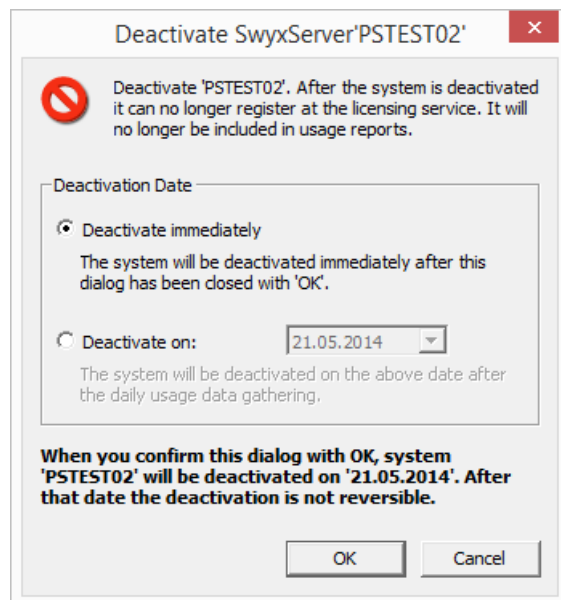 Deactivate SwyxServer'PSTEST02'
Deactivate 'PSTEST02'. After the system is deactivated
it can no longer register at the licensing service. It will
no longer be included in usage reports.
Deactivation Date
Deactivate immediately
The system will be deactivated immediately after this
dialog has been closed with 'OK'.
Deactivate on:
21.05.2014
The system will be deactivated on the above date after
the daily usage data gathering.
When you confirm this dialog with OK, system
'PSTEST02' will be deactivated on '21.05.2014'. After
that date the deactivation is not reversible.
OK
Cancel